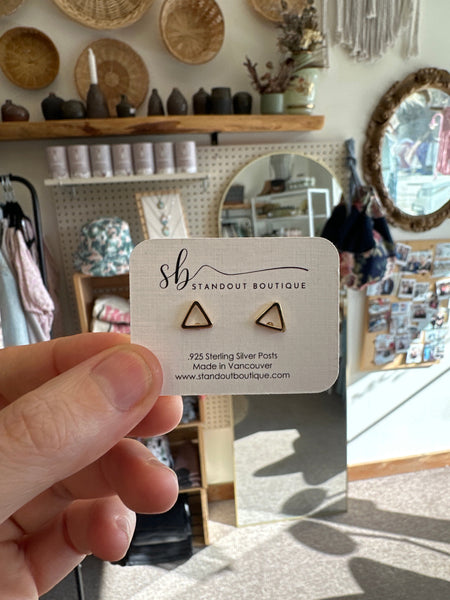 sb
STANDOUT BOUTIQUE
.925 Sterling Silver Posts
Made in Vancouver
www.standoutboutique.com